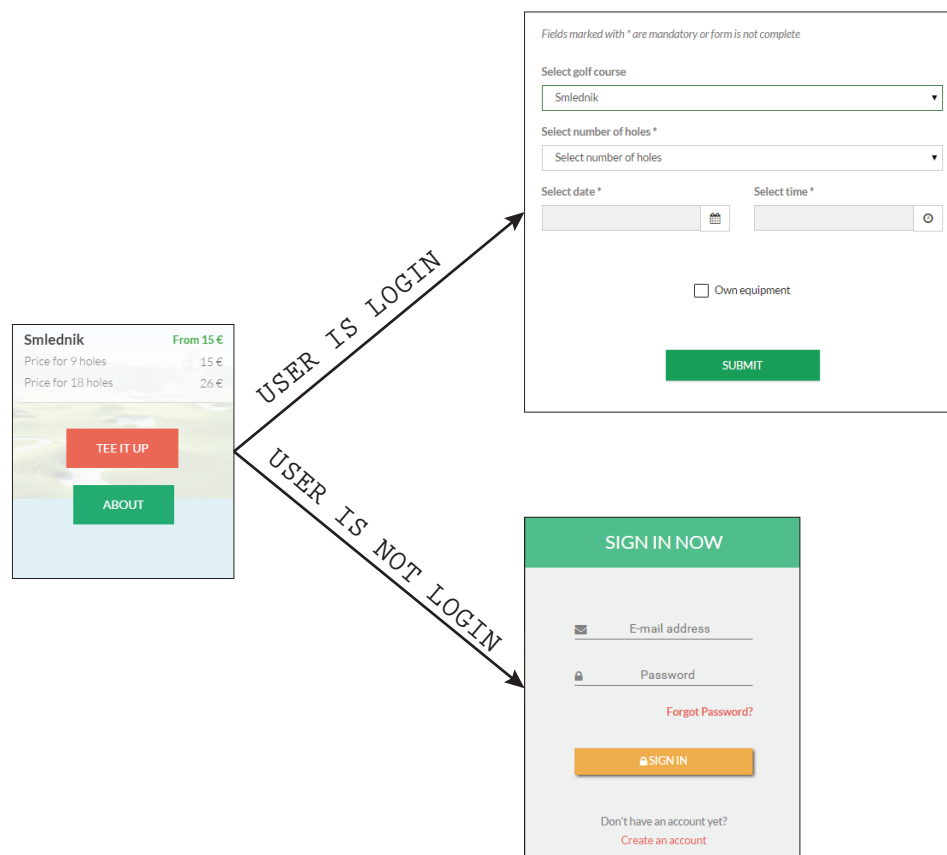 Fields marked with * are mandatory or form is not complete
Select golf course
Smlednik
Select number of holes *
Select number of holes
Select date *
Select time *
Own equipment
SUBMIT
USER IS LOGIN
Smlednik
From 15 €
Price for 9 holes
15 €
Price for 18 holes
26 €
TEE IT UP
ABOUT
USER IS NOT LOGIN
SIGN IN NOW
E-mail address
Password
Forgot Password?
SIGN IN
Don't have an account yet?
Create an account